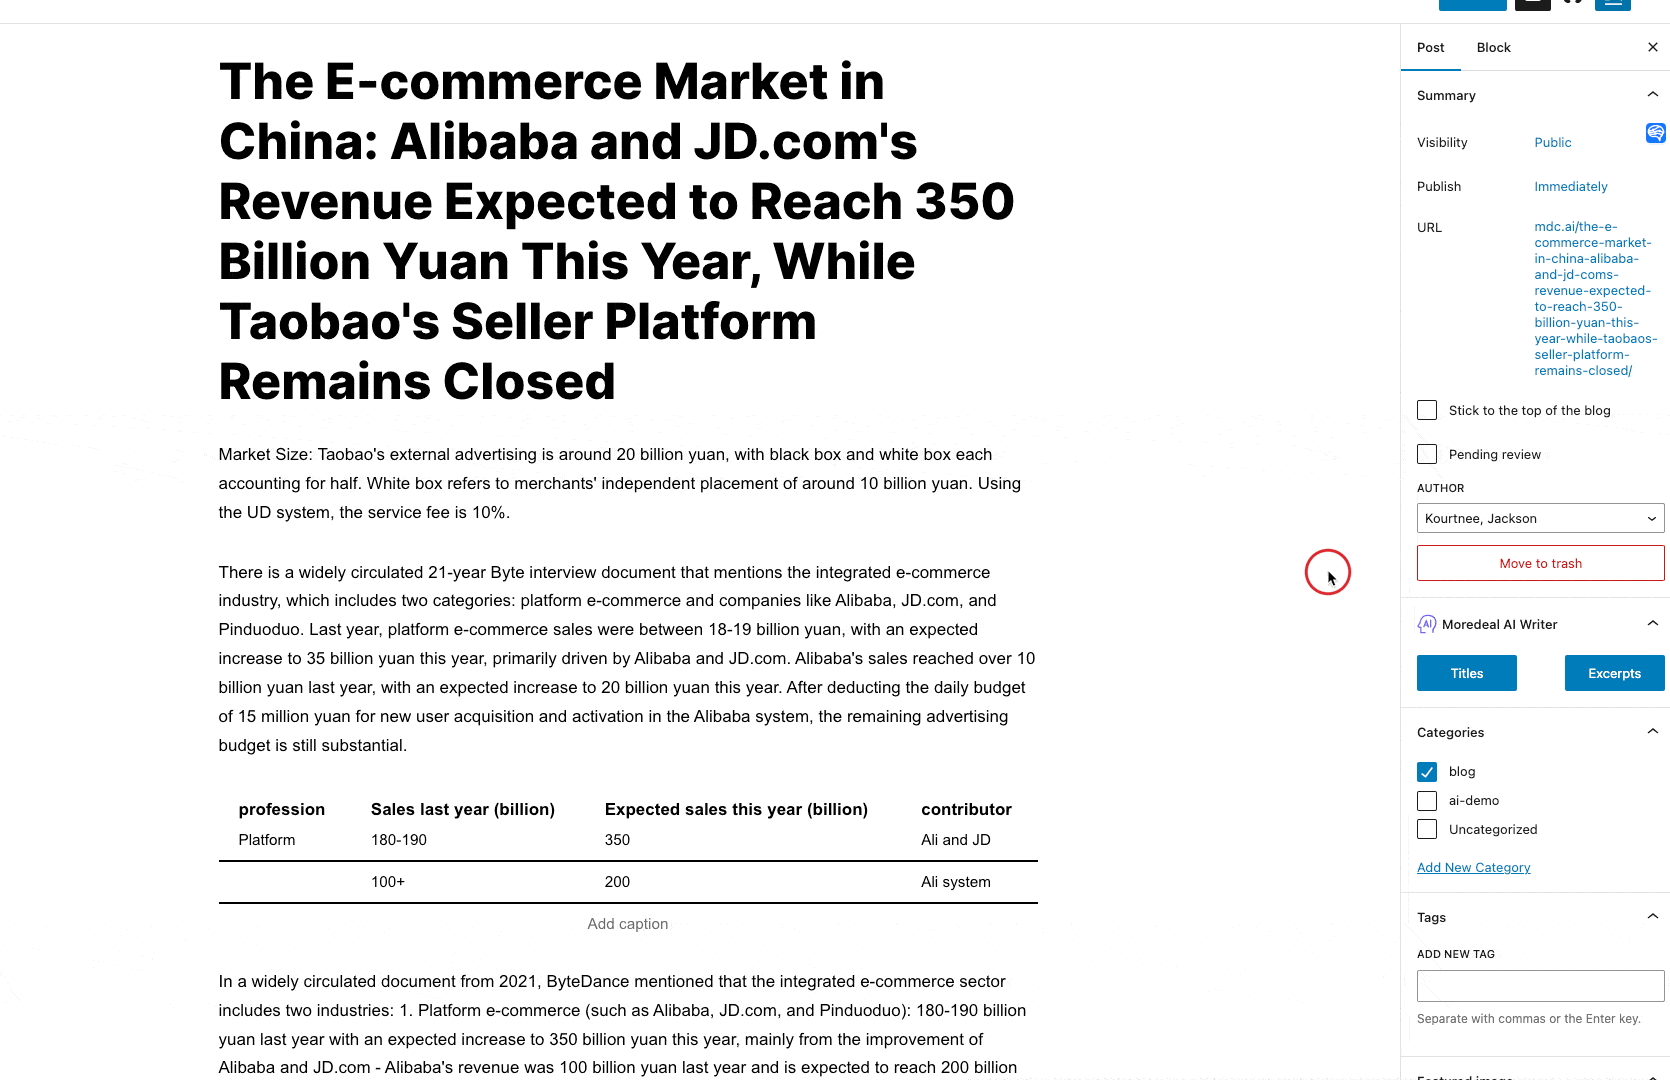 The E-commerce Market in
China: Alibaba and JD.com's
Revenue Expected to Reach 350
Billion Yuan This Year, While
Taobao's Seller Platform
Remains Closed
Market Size: Taobao's external advertising is around 20 billion yuan, with black box and white box each
accounting for half. White box refers to merchants' independent placement of around 10 billion yuan. Using
the UD system, the service fee is 10%.
There is a widely circulated 21-year Byte interview document that mentions the integrated e-commerce
industry, which includes two categories: platform e-commerce and companies like Alibaba, JD.com, and
Pinduoduo. Last year, platform e-commerce sales were between 18-19 billion yuan, with an expected
increase to 35 billion yuan this year, primarily driven by Alibaba and JD.com. Alibaba's sales reached over 10
billion yuan last year, with an expected increase to 20 billion yuan this year. After deducting the daily budget
of 15 million yuan for new user acquisition and activation in the Alibaba system, the remaining advertising
budget is still substantial.
profession Sales last year (billion) Expected sales this year (billion) contributor
Platform 180-190 350 Ali and JD
100+ 200 Ali system
Add caption
In a widely circulated document from 2021, ByteDance mentioned that the integrated e-commerce sector
includes two industries: 1. Platform e-commerce (such as Alibaba, JD.com, and Pinduoduo): 180-190 billion
yuan last year with an expected increase to 350 billion yuan this year, mainly from the improvement of
Alibaba and JD.com - Alibaba's revenue was 100 billion yuan last year and is expected to reach 200 billion
Post Block
Summary
Visibility Public
Publish Immediately
URL mdc.ai/the-e-
commerce-market-
in-china-alibaba-
and-jd-coms-
revenue-expected-
to-reach-350-
billion-yuan-this-
year-while-taobaos-
seller-platform-
remains-closed/
Stick to the top of the blog
Pending review
AUTHOR
Kourtnee, Jackson
Move to trash
AI Moredeal AI Writer
Titles Excerpts
Categories
blog
ai-demo
Uncategorized
Add New Category
Tags
ADD NEW TAG
Separate with commas or the Enter key.
Featured image